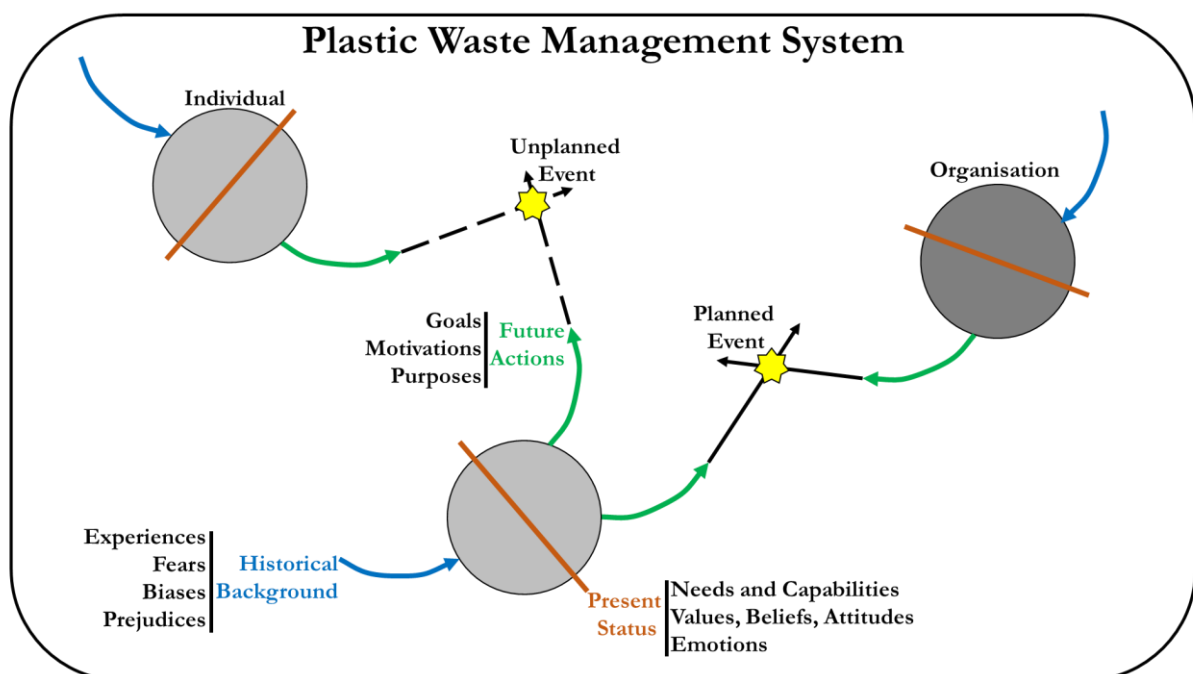 Plastic Waste Management System
Individual
Unplanned
Event
Organisation
Planned
Event
Goals
Motivations
Purposes
Future
Actions
Experiences
Fears
Biases
Prejudices
Historical
Background
Present
Status
Needs and Capabilities
Values, Beliefs, Attitudes
Emotions